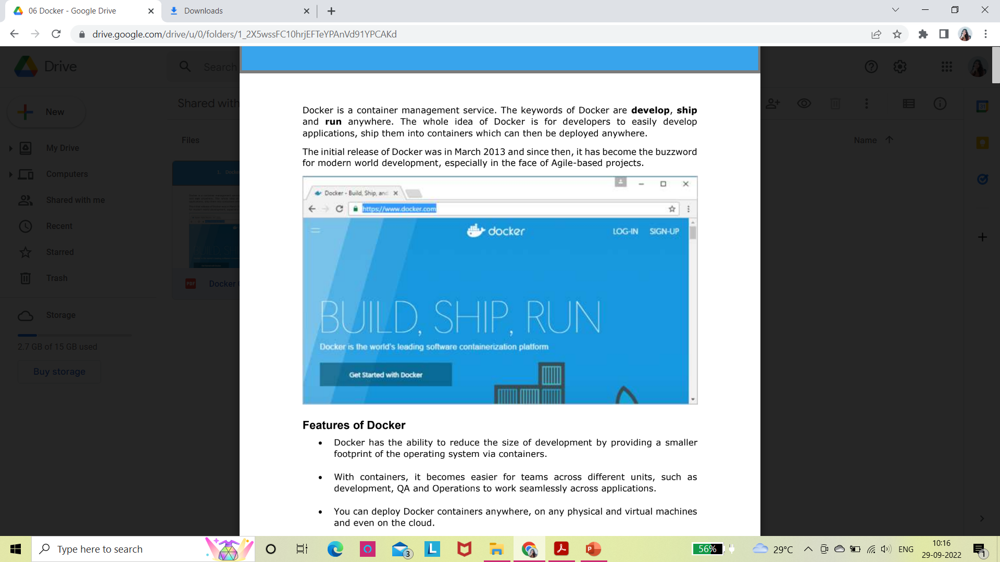 06 Docker - Google Drive
Downloads
drive.google.com/drive/u/0/folders/1_2X5wssFC10hrjEFTeYPAnVd91YPCAKd
Drive
Search
New
Shared with
My Drive
Computers
Shared with me
Recent
Starred
Trash
Storage
2.7 GB of 15 GB used
Buy storage
Files
Name
PDF
Docker
Docker is a container management service. The keywords of Docker are develop, ship
and run anywhere. The whole idea of Docker is for developers to easily develop
applications, ship them into containers which can then be deployed anywhere.
The initial release of Docker was in March 2013 and since then, it has become the buzzword
for modern world development, especially in the face of Agile-based projects.
Docker - Build, Ship, and
https://www.docker.com
docker
LOG-IN SIGN-UP
BUILD, SHIP, RUN
Docker is the world's leading software containerization platform
Get Started with Docker
Features of Docker
• Docker has the ability to reduce the size of development by providing a smaller
footprint of the operating system via containers.
• With containers, it becomes easier for teams across different units, such as
development, QA and Operations to work seamlessly across applications.
• You can deploy Docker containers anywhere, on any physical and virtual machines
and even on the cloud.
31
Type here to search
3
L
P
56%
29°C
ENG
10:16
29-09-2022
1